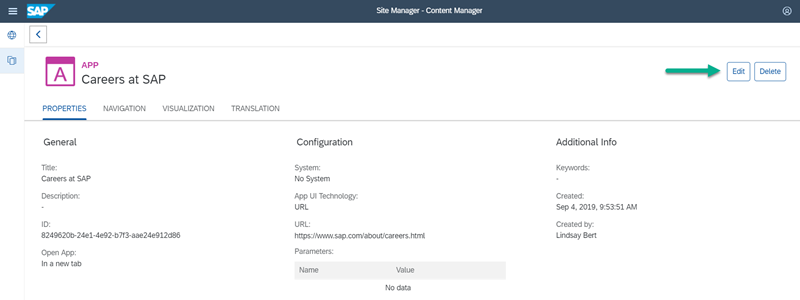 SAP
Site Manager - Content Manager
A
APP
Careers at SAP
Edit
Delete
PROPERTIES
NAVIGATION
VISUALIZATION
TRANSLATION
General
Title:
Careers at SAP
Description:
-
ID:
8249620b-24e1-4e92-b7f3-aae24e912d86
Open App:
In a new tab
Configuration
System:
No System
App UI Technology:
URL
URL:
https://www.sap.com/about/careers.html
Parameters:
Name Value
No data
Additional Info
Keywords:
-
Created:
Sep 4, 2019, 9:53:51 AM
Created by:
Lindsay Bert